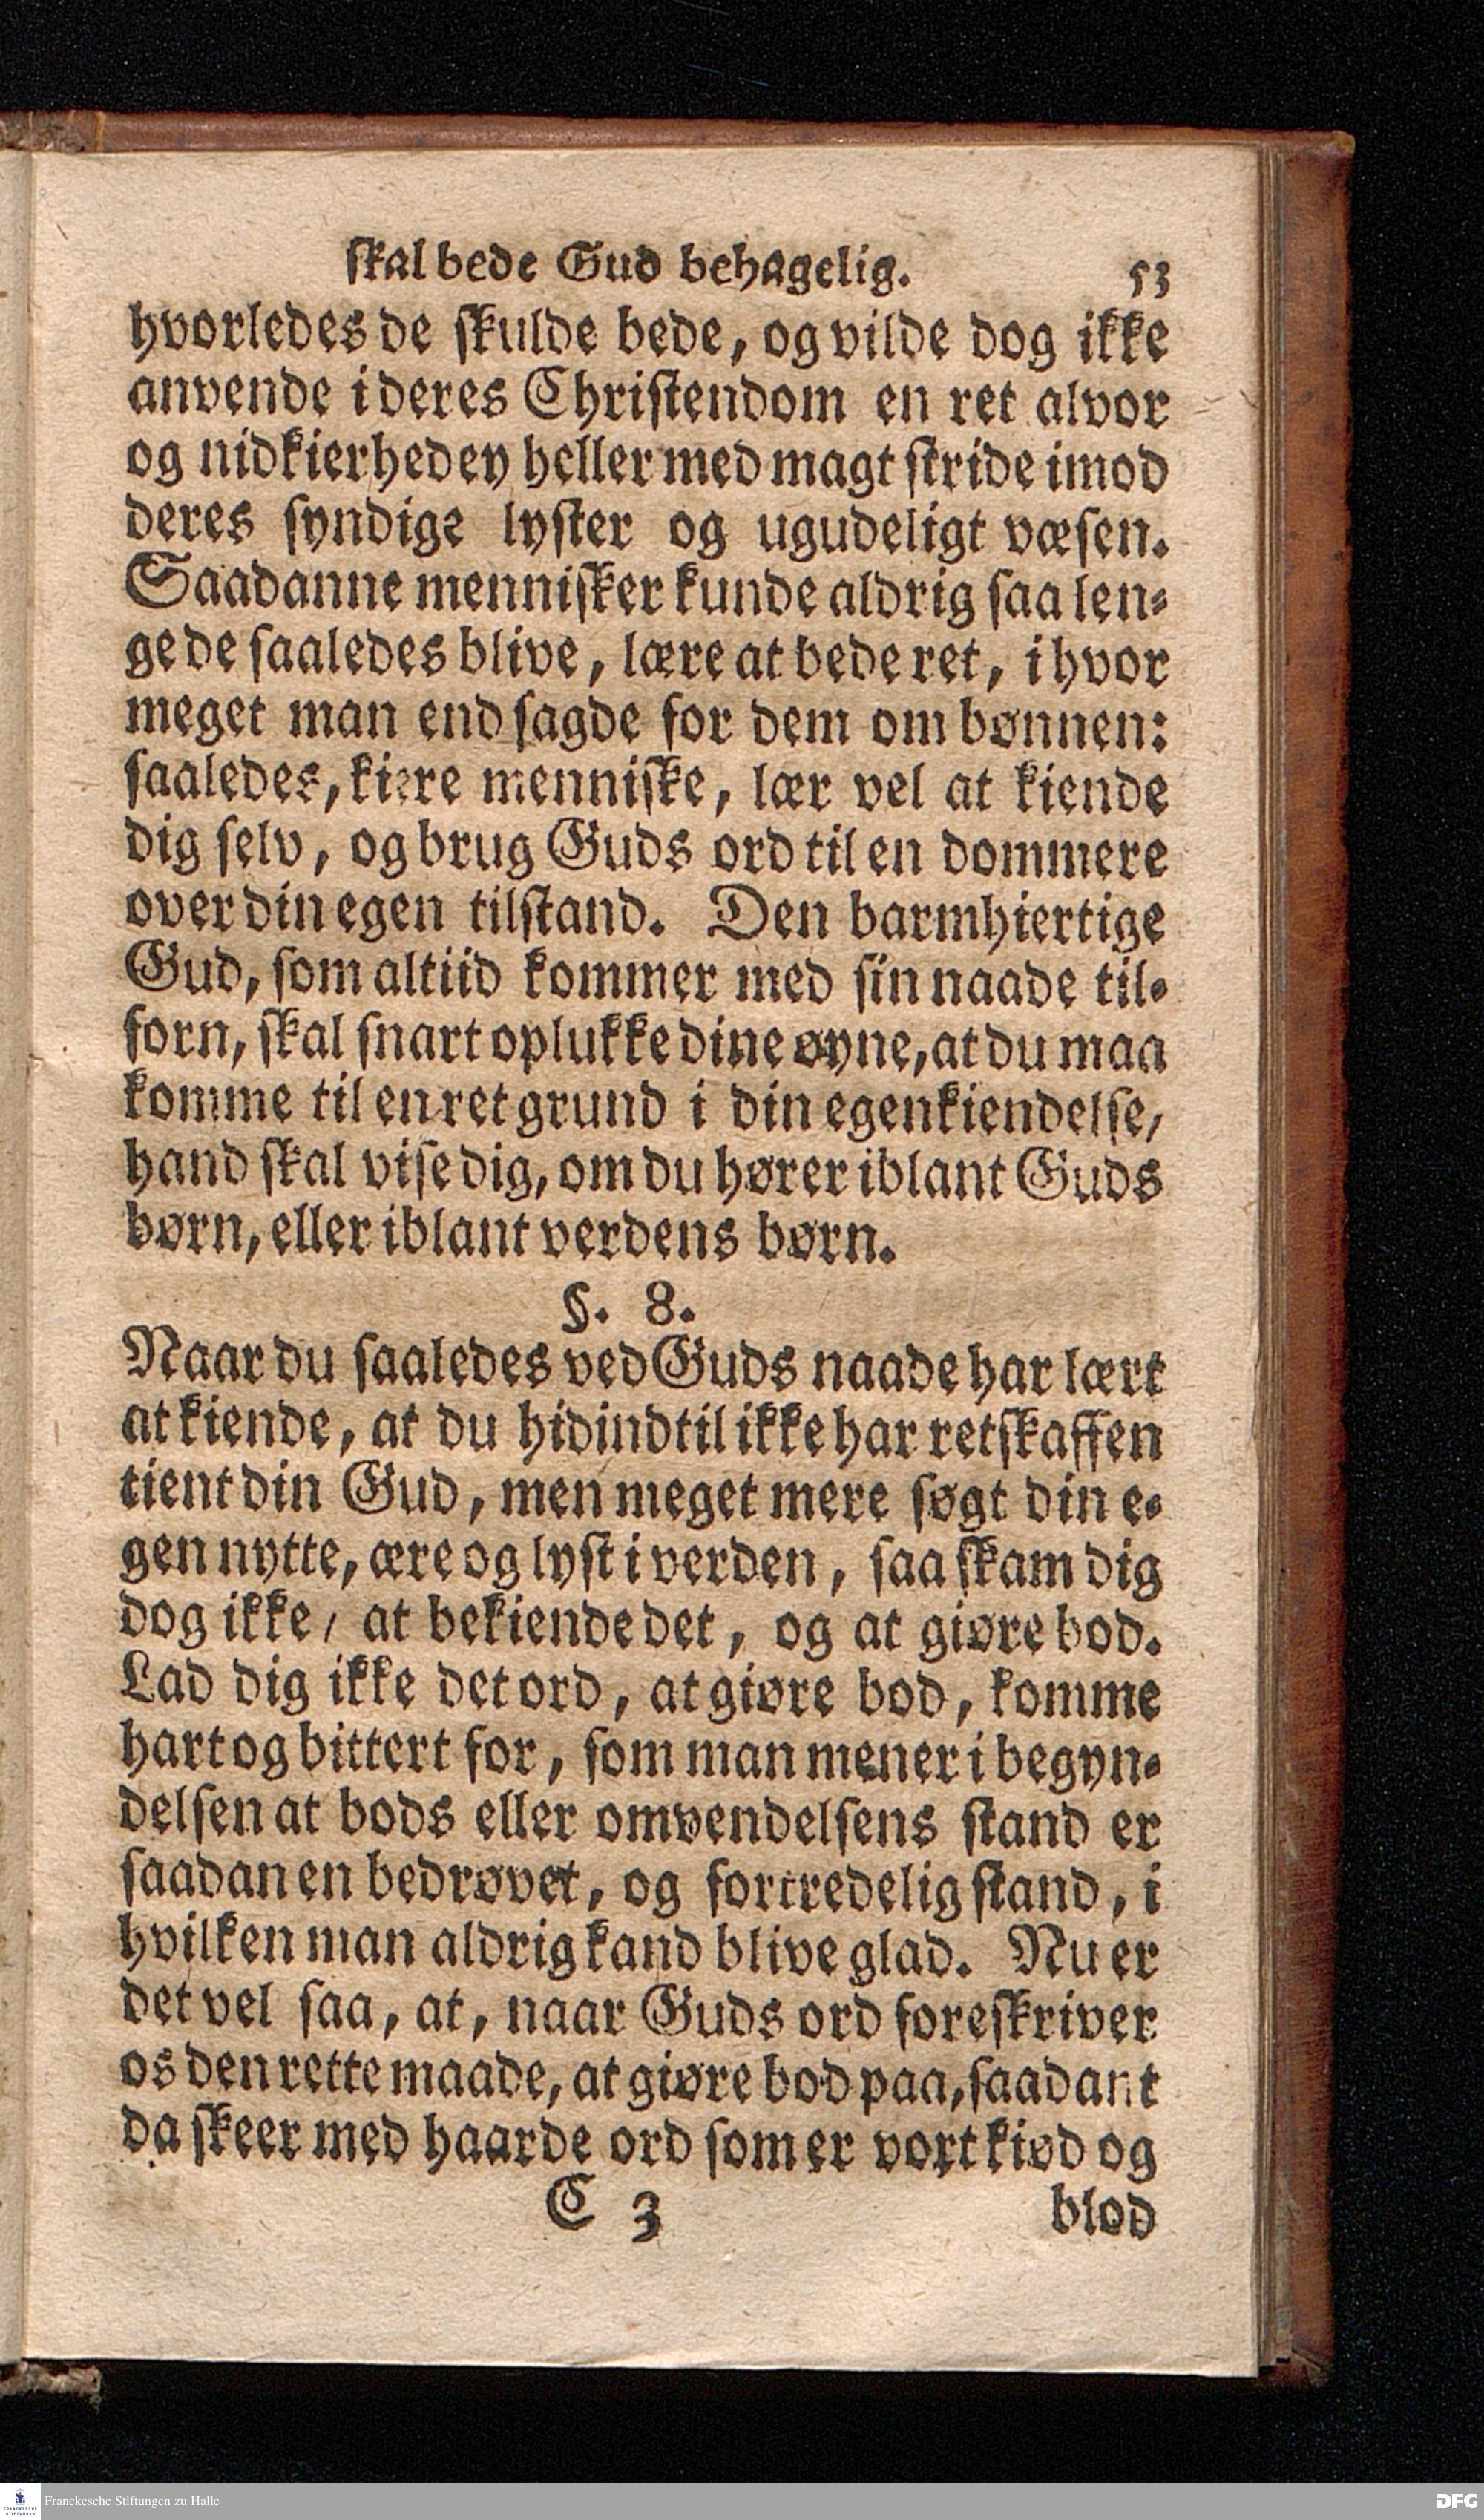 skal bede Gud behagelig. 53
hvorledes de skulde bede, og vilde dog ikke
anvende i deres Christendom en ret alvor
og nidkierhed ey heller med magt stride imod
deres syndige lyster og ugudeligt væsen.
Saadanne mennisker kunde aldrig saa len-
ge de saaledes blive, lære at bede ret, i hvor
meget man end sagde for dem om bønnen:
saaledes, kiere menniske, lær vel at kiende
dig selv, og brug Guds ord til en dommere
over din egen tilstand. Den barmhiertige
Gud, som altiid kommer med sin naade til-
forn, skal snart oplukke dine øyne, at du maa
komme til en ret grund i din egenkiendelse,
hand skal vise dig, om du hører iblant Guds
børn, eller iblant verdens børn.
§. 8.
Naar du saaledes ved Guds naade har lært
at kiende, at du hidindtil ikke har retskaffen
tient din Gud, men meget mere søgt din e-
gen nytte, ære og lyst i verden, saa skam dig
dog ikke, at bekiende det, og at giøre bod.
Lad dig ikke det ord, at giøre bod, komme
hart og bittert for, som man mener i begyn-
delsen at bods eller omvendelsens stand er
saadan en bedrøvet, og fortredelig stand, i
hvilken man aldrig kand blive glad. Nu er
det vel saa, at, naar Guds ord foreskriver
os den rette maade, at giøre bod paa, saadant
da skeer med haarde ord som er vort kiød og
C 3 blod
Franckesche Stiftungen zu Halle
FRANCKESCHE STIFTUNGEN
DFG